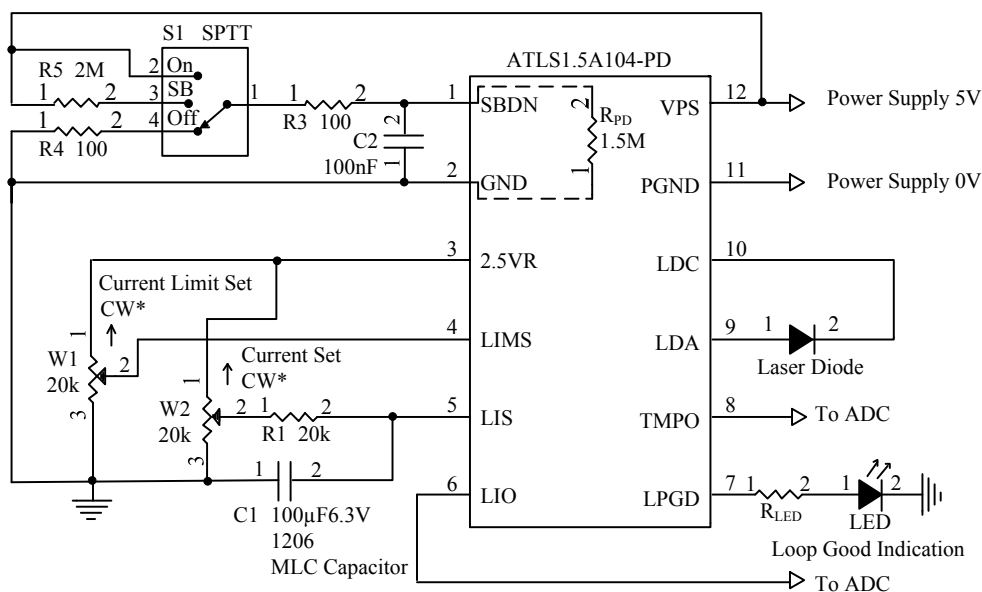 S1 SPTT
ATLS1.5A104-PD
R5 2M
1 2
2 On
3 SB
4 Off
1
1 2
R4 100
1 2
R3 100
2
C2
1
100nF
1 SBDN
2
R_PD
1.5M
1
VPS 12
Power Supply 5V
2 GND
PGND 11
Power Supply 0V
3 2.5VR
LDC 10
Current Limit Set
CW*
1
W1
20k
2
3
4 LIMS
LDA 9
1 2
Laser Diode
Current Set
CW*
1
W2
20k
2
3
1 2
R1 20k
5 LIS
TMPO 8
To ADC
1 2
C1 100µF6.3V
1206
MLC Capacitor
6 LIO
LPGD 7
1 2
R_LED
1 2
LED
Loop Good Indication
To ADC